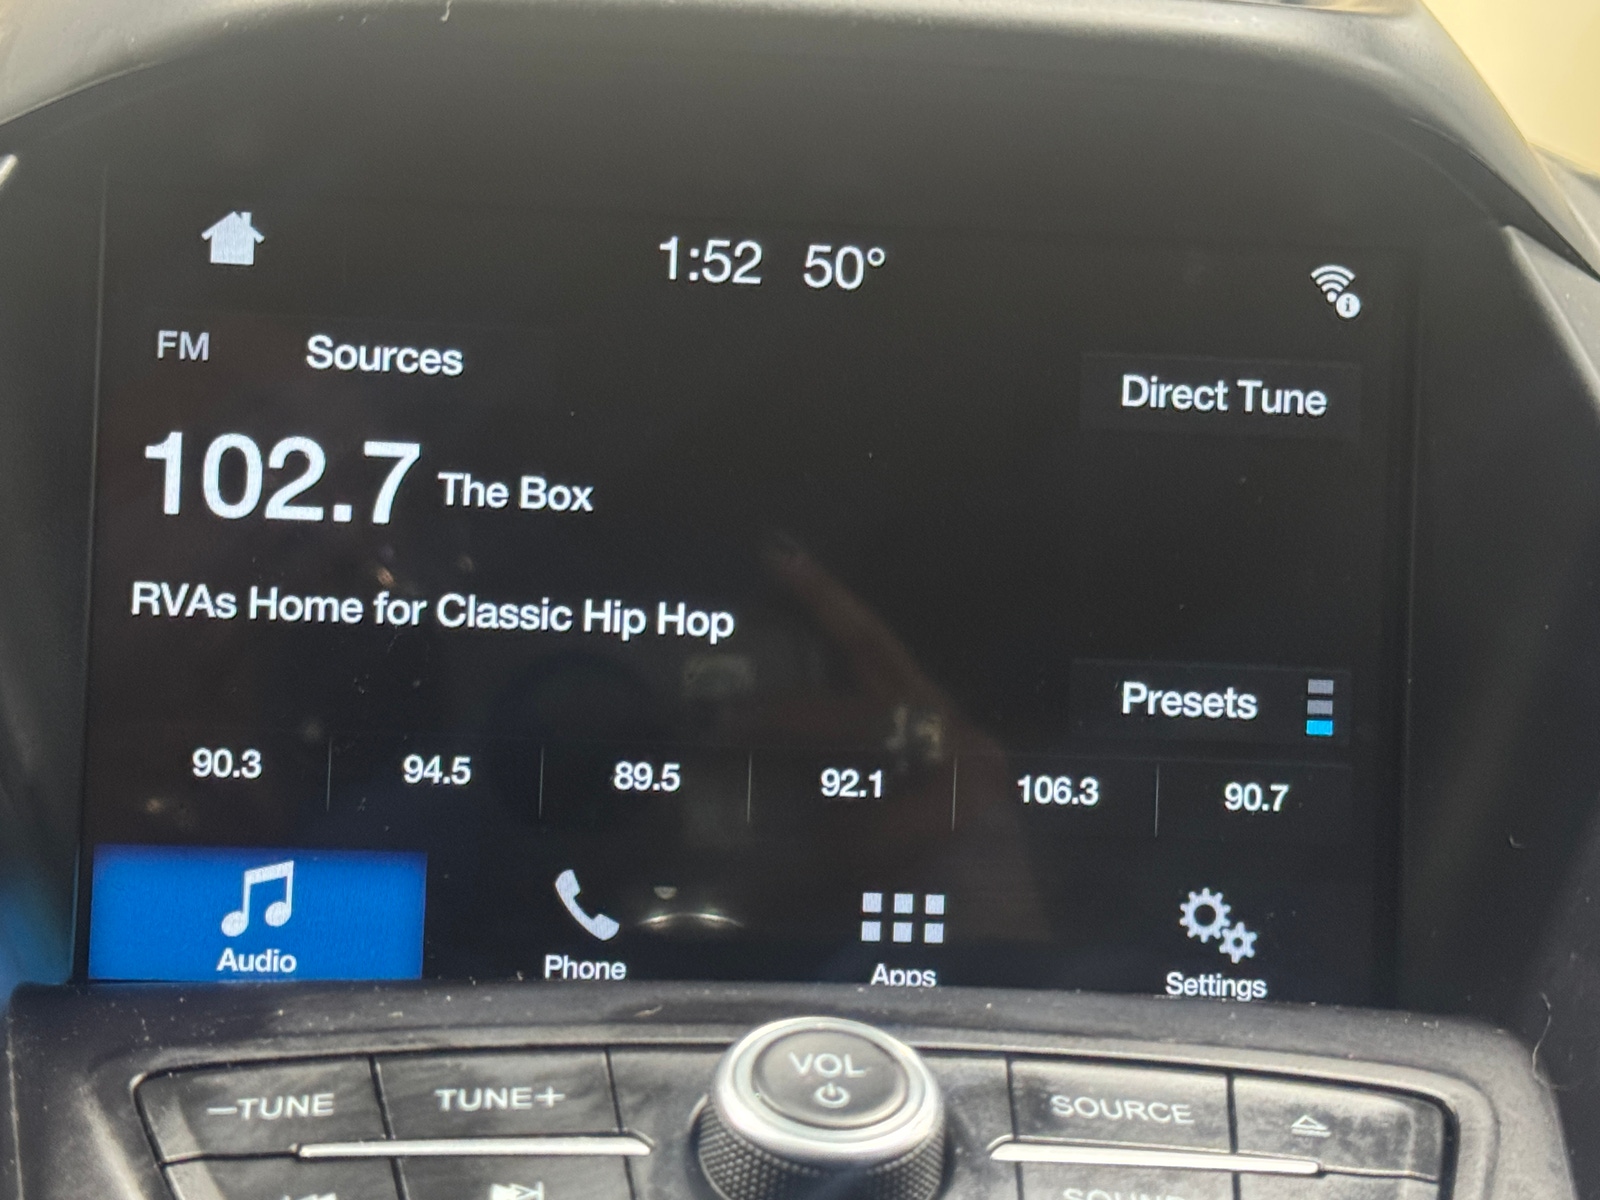 1:52 50°
FM Sources
Direct Tune
102.7 The Box
RVAs Home for Classic Hip Hop
Presets
90.3 94.5 89.5 92.1 106.3 90.7
Audio Phone Apps Settings
VOL
−TUNE TUNE+ SOURCE